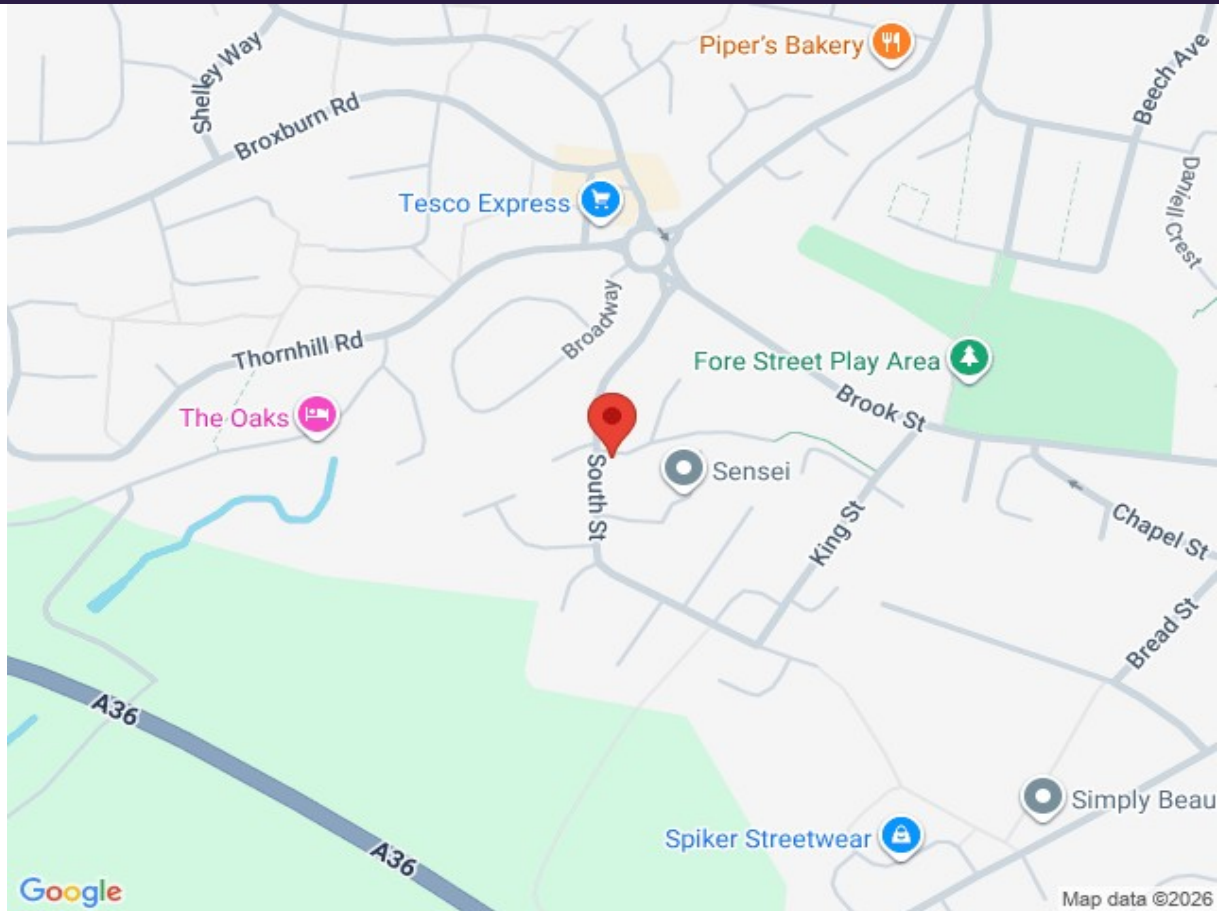 Piper's Bakery
Shelley Way
Beech Ave
Broxburn Rd
Tesco Express
Daniell Crest
Broadway
Thornhill Rd
Fore Street Play Area
The Oaks
Brook St
South St
Sensei
King St
Chapel St
Bread St
A36
Simply Beau
Spiker Streetwear
A36
Google
Map data ©2026